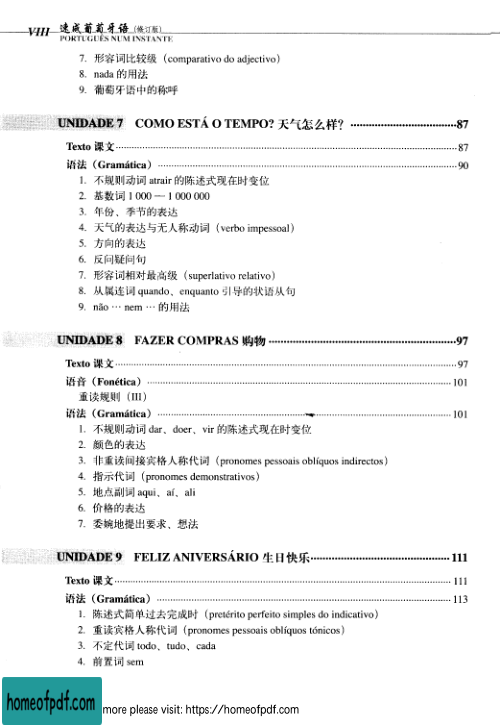 VIII 速成葡萄牙语（修订版）
PORTUGUÊS NUM INSTANTE
7. 形容词比较级（comparativo do adjectivo）
8. nada 的用法
9. 葡萄牙语中的称呼
UNIDADE 7 COMO ESTÁ O TEMPO? 天气怎么样? ········ 87
Texto 课文 ········ 87
语法（Gramática） ········ 90
1. 不规则动词 atrair 的陈述式现在时变位
2. 基数词 1 000 — 1 000 000
3. 年份、季节的表达
4. 天气的表达与无人称动词（verbo impessoal）
5. 方向的表达
6. 反问疑问句
7. 形容词相对最高级（superlativo relativo）
8. 从属连词 quando、enquanto 引导的状语从句
9. não … nem … 的用法
UNIDADE 8 FAZER COMPRAS 购物 ········ 97
Texto 课文 ········ 97
语音（Fonética） ········ 101
重读规则（III）
语法（Gramática） ········ 101
1. 不规则动词 dar、doer、vir 的陈述式现在时变位
2. 颜色的表达
3. 非重读间接宾格人称代词（pronomes pessoais oblíquos indirectos）
4. 指示代词（pronomes demonstrativos）
5. 地点副词 aqui、aí、ali
6. 价格的表达
7. 委婉地提出要求、想法
UNIDADE 9 FELIZ ANIVERSÁRIO 生日快乐 ········ 111
Texto 课文 ········ 111
语法（Gramática） ········ 113
1. 陈述式简单过去完成时（pretérito perfeito simples do indicativo）
2. 重读宾格人称代词（pronomes pessoais oblíquos tónicos）
3. 不定代词 todo、tudo、cada
4. 前置词 sem
homeofpdf.com more please visit: https://homeofpdf.com